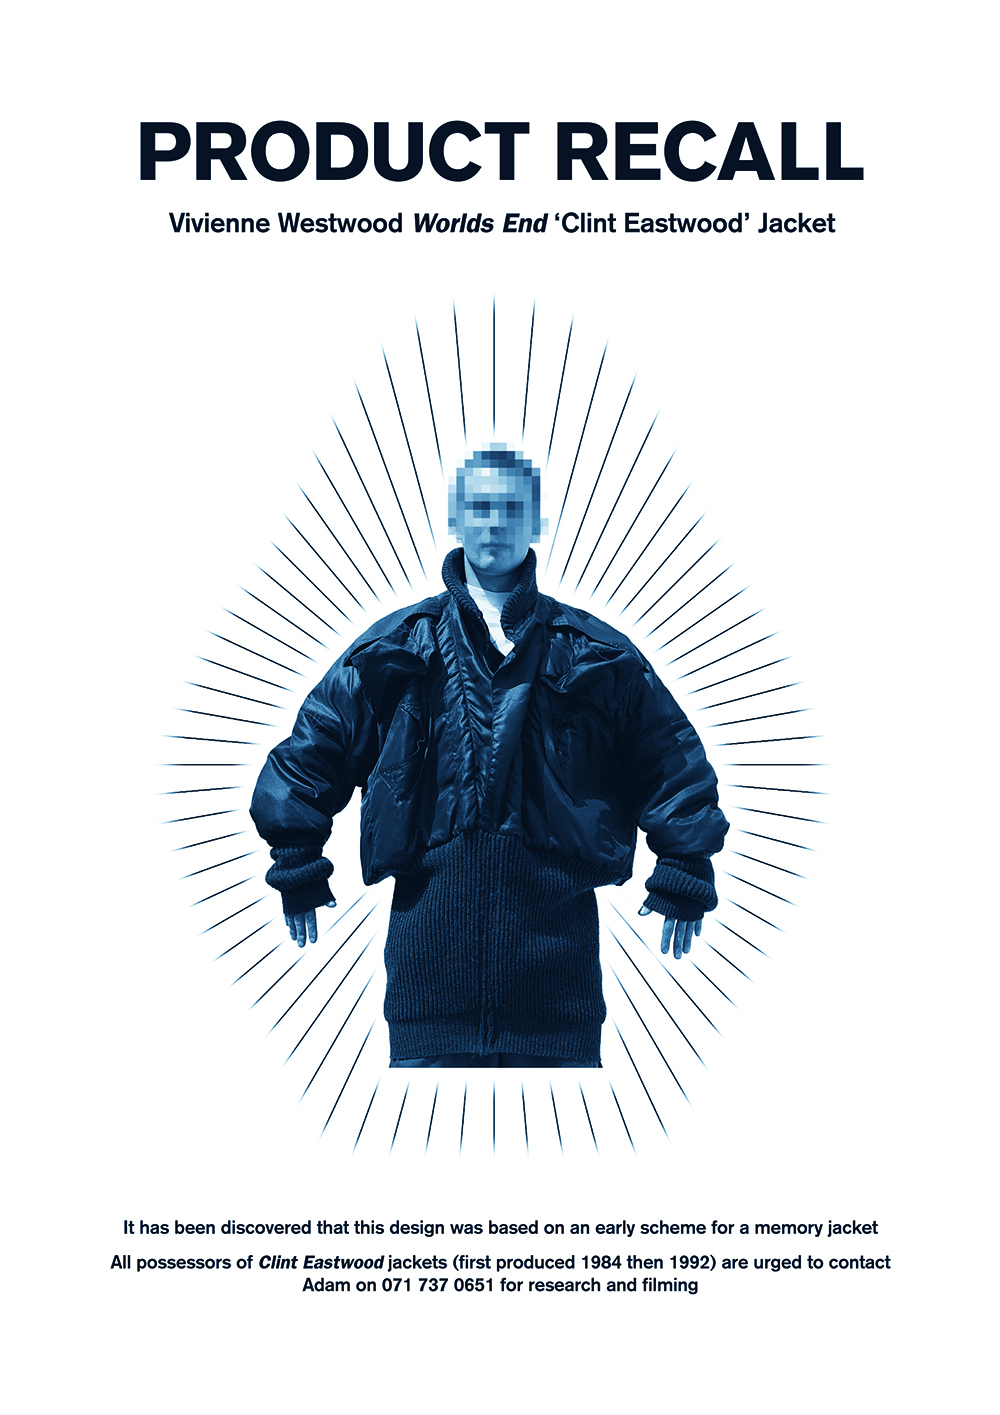 PRODUCT RECALL
Vivienne Westwood Worlds End ‘Clint Eastwood’ Jacket
It has been discovered that this design was based on an early scheme for a memory jacket
All possessors of Clint Eastwood jackets (first produced 1984 then 1992) are urged to contact
Adam on 071 737 0651 for research and filming